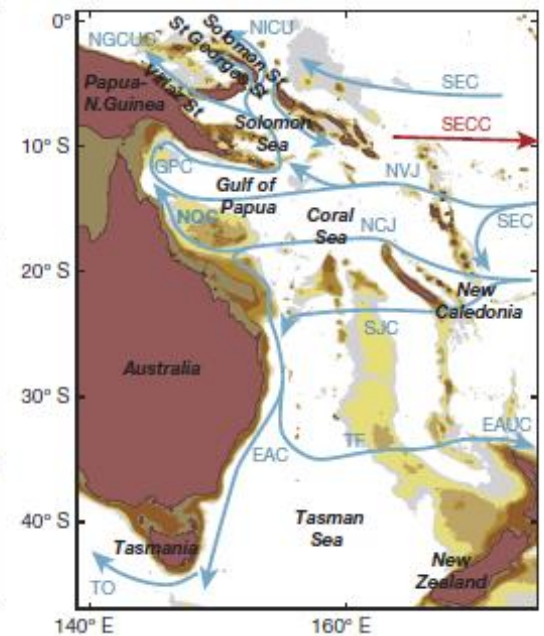 0°
10° S
20° S
30° S
40° S
140° E
160° E
NGCUC
NICU
Solomon St
St Georges St
Vitiaz St
Papua-
N.Guinea
SEC
SECC
Solomon
Sea
GPC
NVJ
Gulf of
Papua
NQC
Coral
Sea
NCJ
SEC
New
Caledonia
SJC
Australia
EAC
TF
EAUC
Tasman
Sea
Tasmania
TO
New
Zealand